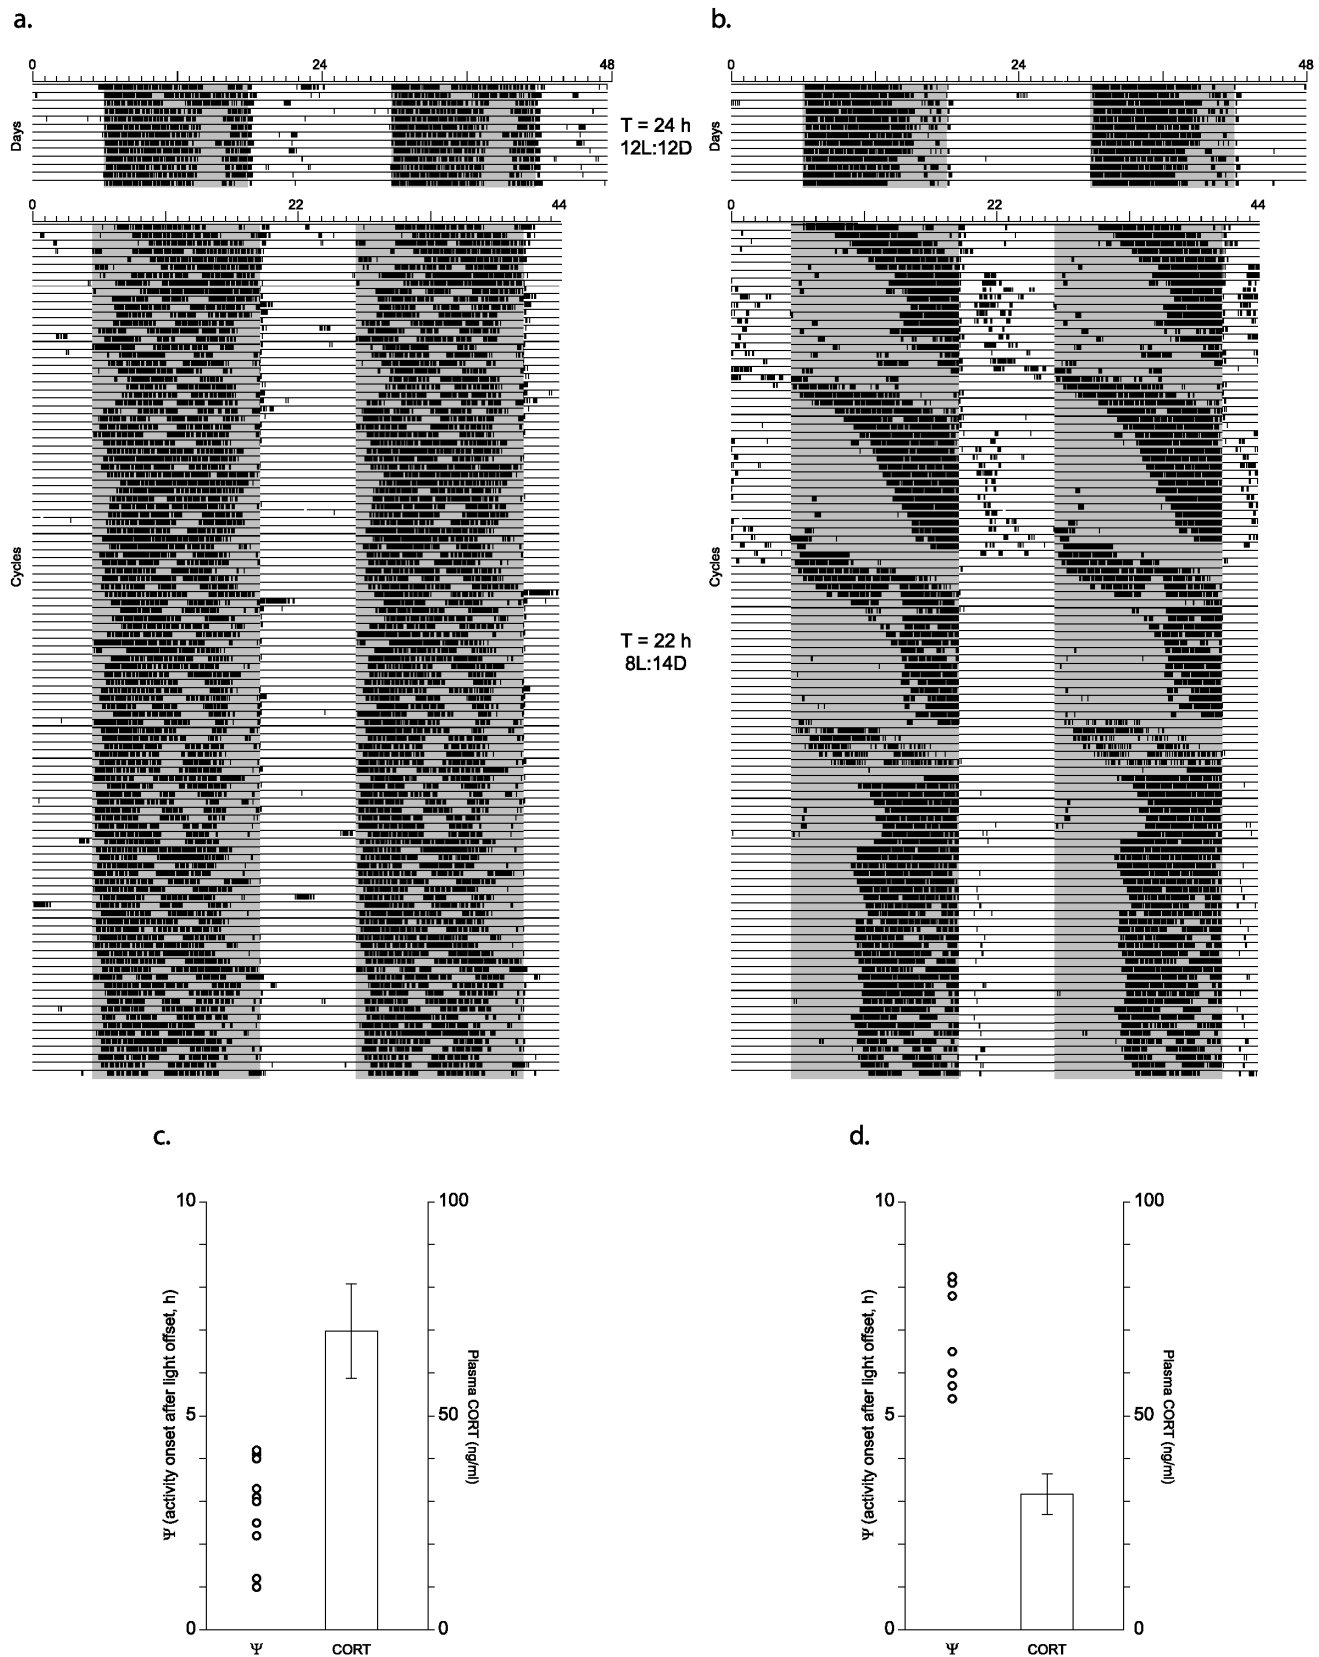 a.
b.
0 24 48
0 24 48
Days
T = 24 h
12L:12D
Days
0 22 44
0 22 44
Cycles
T = 22 h
8L:14D
Cycles
c.
d.
10
100
10
100
Ψ (activity onset after light offset, h)
Plasma CORT (ng/ml)
Ψ (activity onset after light offset, h)
Plasma CORT (ng/ml)
5
50
5
50
0
0
0
0
Ψ CORT
Ψ CORT